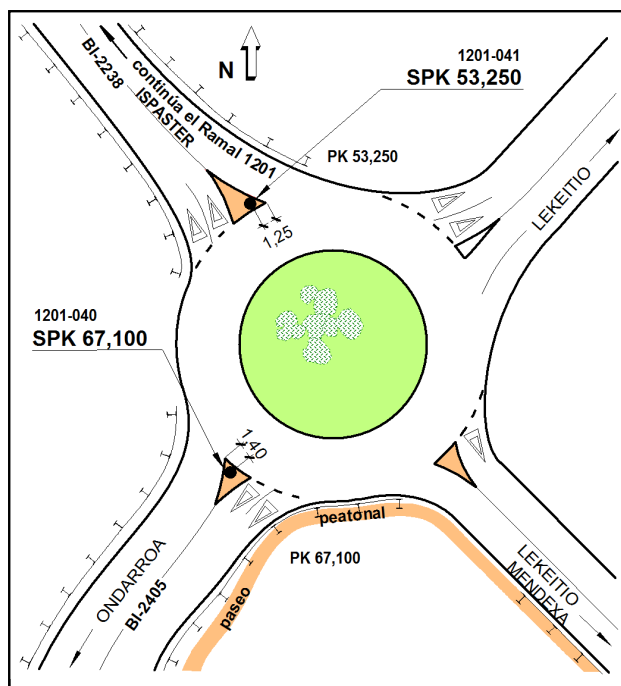 1201-041
SPK 53,250
N
BI-2238
continúa el Ramal 1201
ISPASTER
PK 53,250
LEKEITIO
1,25
1201-040
SPK 67,100
1,40
peatonal
PK 67,100
paseo
ONDARROA
BI-2405
LEKEITIO
MENDEXA